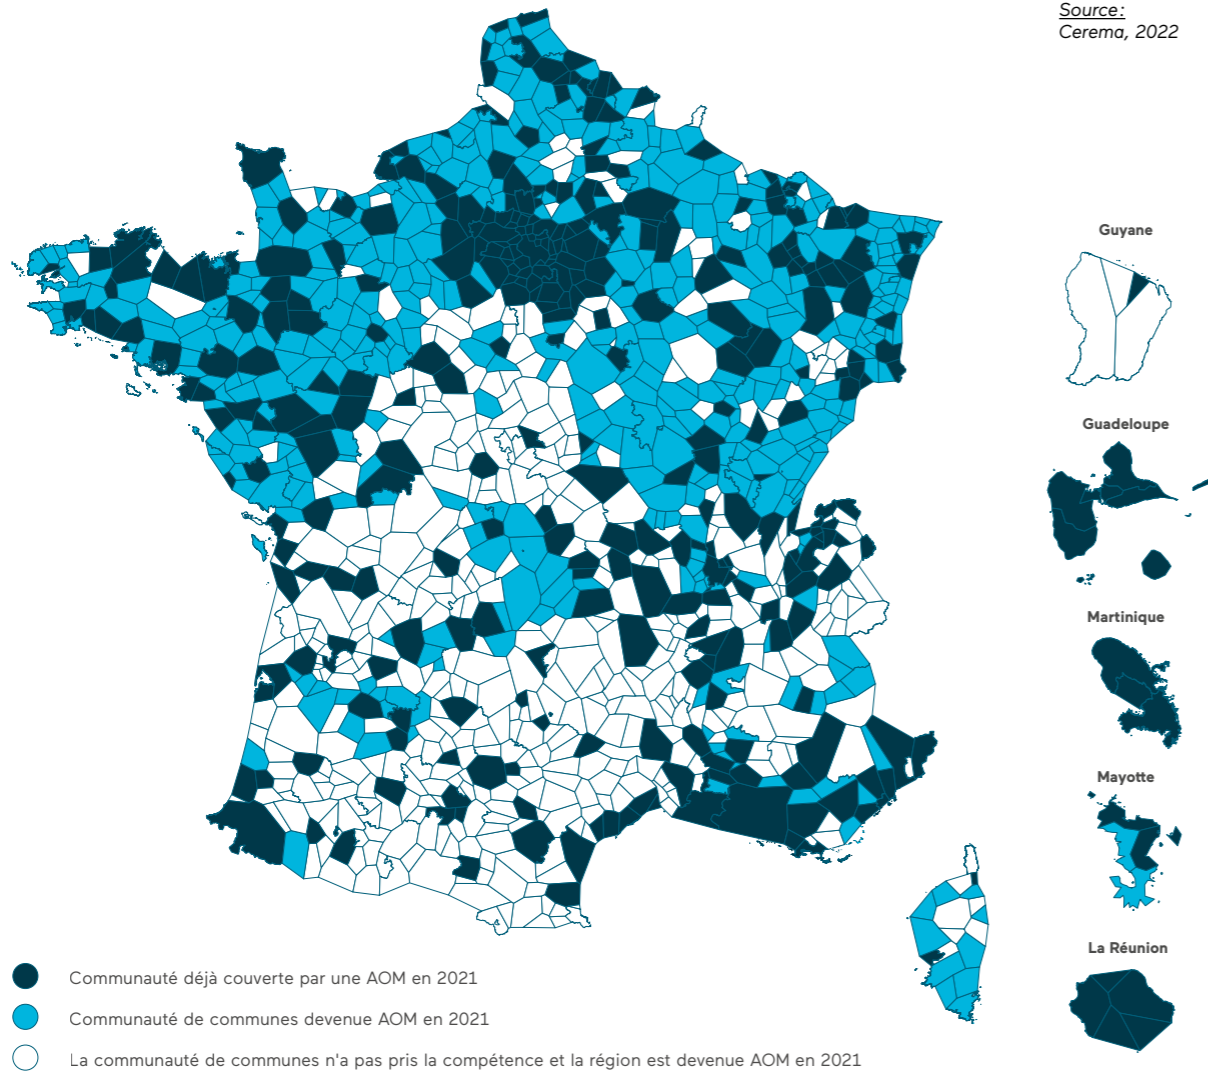 Source:
Cerema, 2022
Guyane
Guadeloupe
Martinique
Mayotte
La Réunion
Communauté déjà couverte par une AOM en 2021
Communauté de communes devenue AOM en 2021
La communauté de communes n'a pas pris la compétence et la région est devenue AOM en 2021